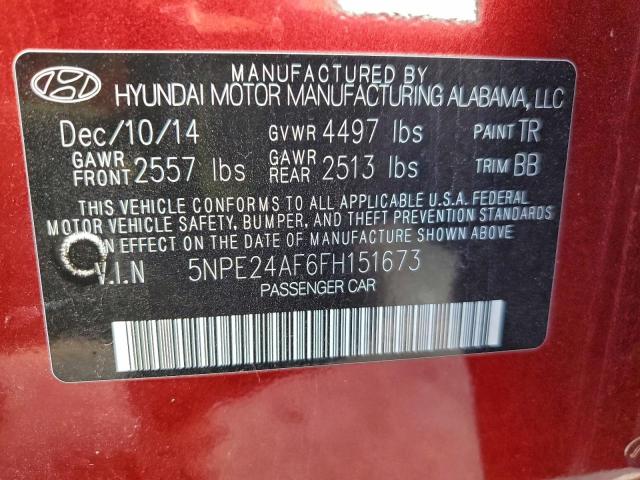 MANUFACTURED BY
HYUNDAI MOTOR MANUFACTURING ALABAMA, LLC
Dec/10/14 GVWR 4497 lbs PAINT TR
GAWR FRONT 2557 lbs GAWR REAR 2513 lbs TRIM BB
THIS VEHICLE CONFORMS TO ALL APPLICABLE U.S.A. FEDERAL
MOTOR VEHICLE SAFETY, BUMPER, AND THEFT PREVENTION STANDARDS
IN EFFECT ON THE DATE OF MANUFACTURE SHOWN ABOVE.
V.I.N 5NPE24AF6FH151673
PASSENGER CAR